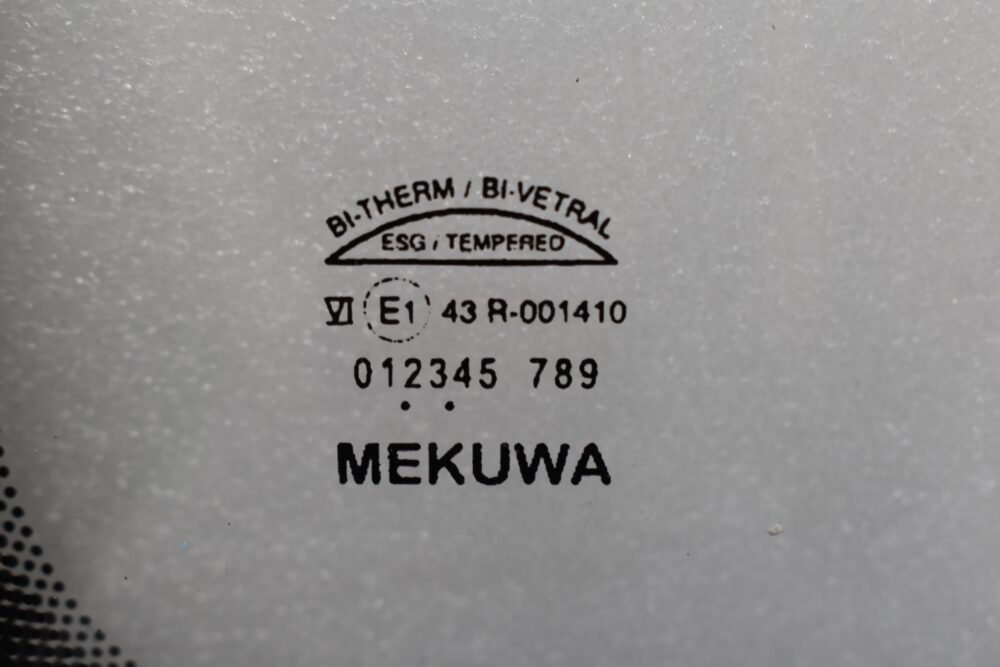 BI-THERM / BI-VETRAL
ESG / TEMPERED
VI E1 43 R-001410
012345 789
MEKUWA